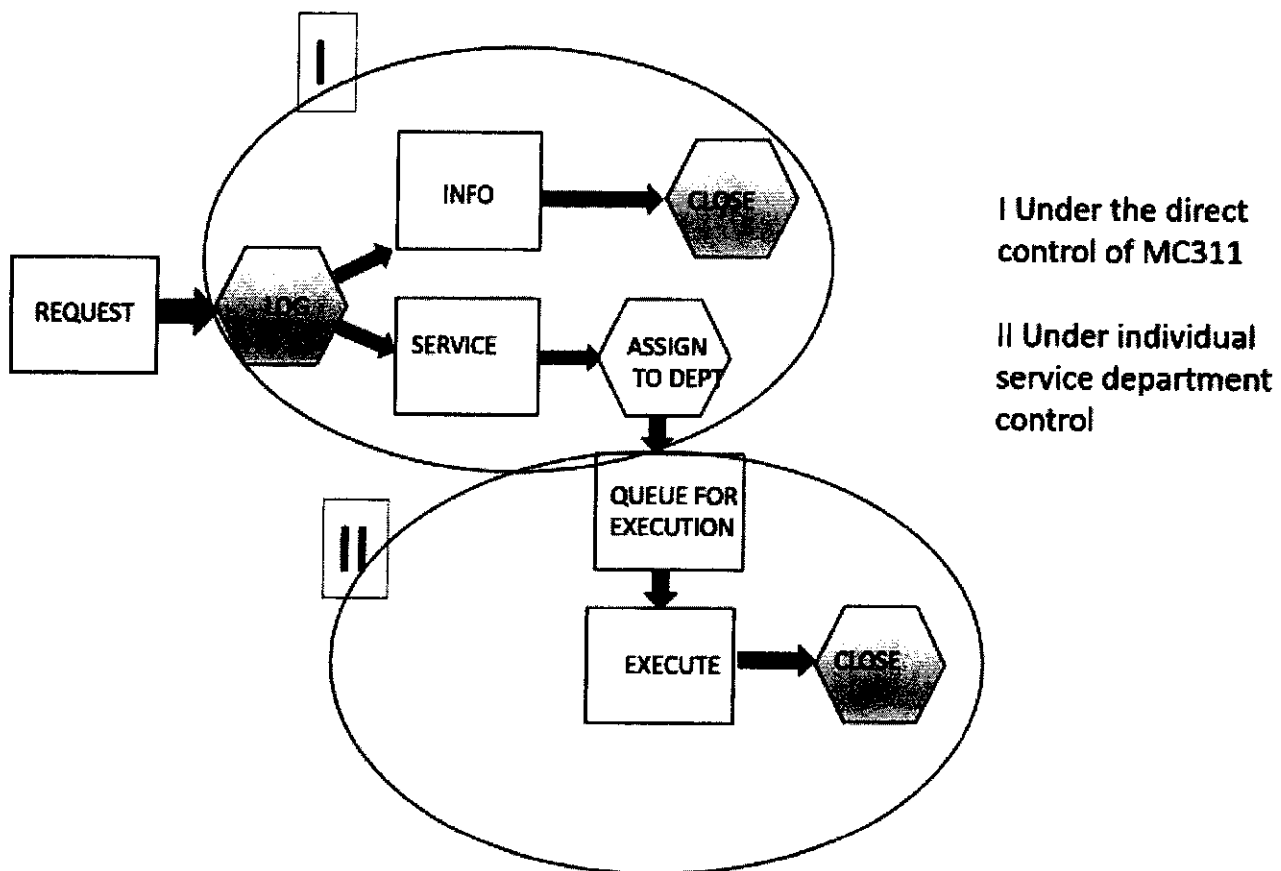 I
INFO
CLOSE
REQUEST
LOG
SERVICE
ASSIGN
TO DEPT
I Under the direct
control of MC311
II Under individual
service department
control
II
QUEUE FOR
EXECUTION
EXECUTE
CLOSE